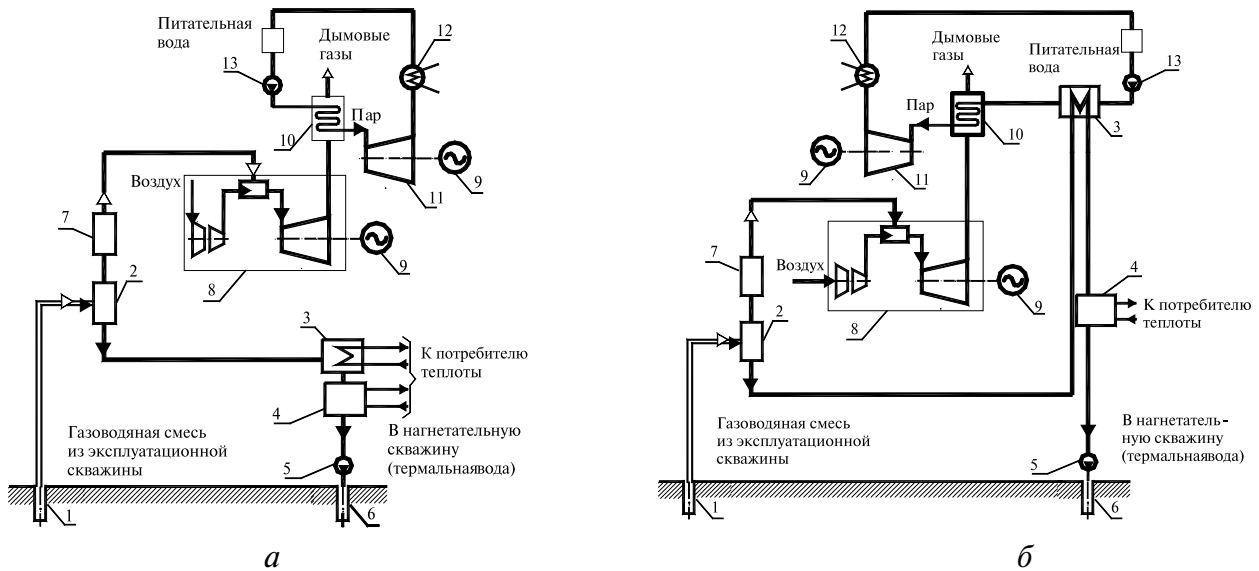 Питательная
вода
Дымовые
газы
12
13
10
Пар
11
9
Воздух
7
8
9
2
3
К потребителю
теплоты
4
Газоводяная смесь
из эксплуатационной
скважины
В нагнетательную
скважину
(термальнаявода)
5
1
6
а
12
Дымовые
газы
Питательная
вода
13
Пар
10
3
9
11
7
Воздух
8
9
2
4
К потребителю
теплоты
Газоводяная смесь
из эксплуатационной
скважины
В нагнетатель-
ную скважину
(термальнаявода)
5
1
6
б